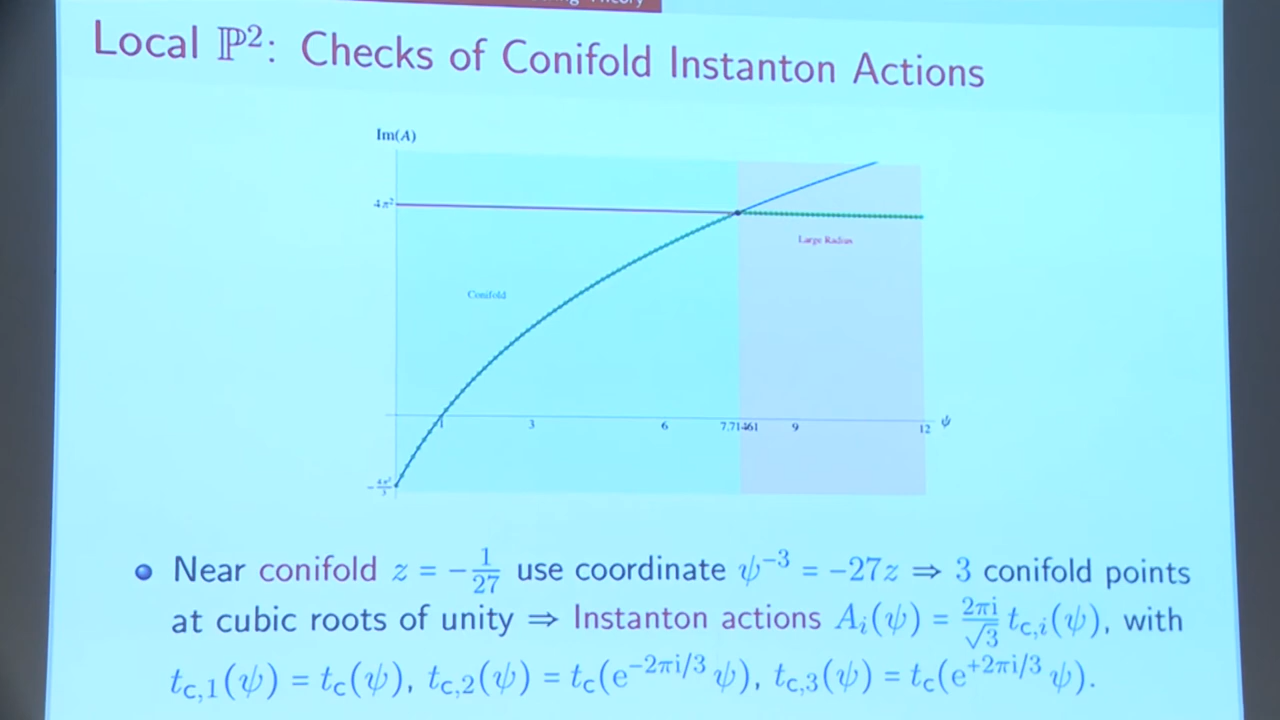 Theory
Local ℙ²: Checks of Conifold Instanton Actions
Im(A)
4π²
Large Radius
Conifold
1 3 6 7.71461 9 12 ψ
-4π²/3
Near conifold z = -1/27 use coordinate ψ⁻³ = -27z ⇒ 3 conifold points
at cubic roots of unity ⇒ Instanton actions Aᵢ(ψ) = 2πi/√3 t_c,i(ψ), with
t_c,1(ψ) = t_c(ψ), t_c,2(ψ) = t_c(e^{-2πi/3} ψ), t_c,3(ψ) = t_c(e^{+2πi/3} ψ).